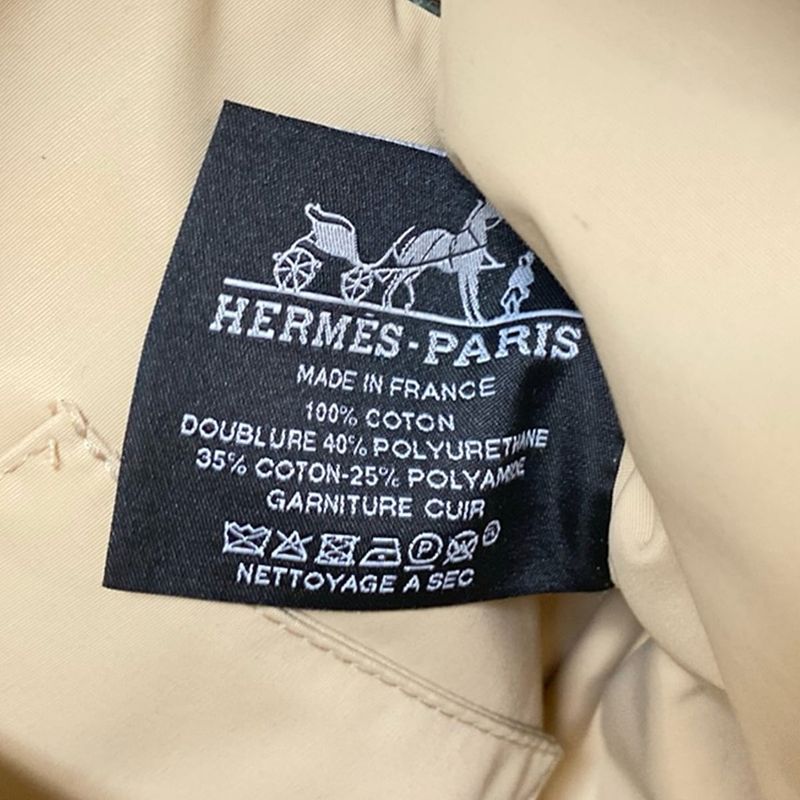 HERMÈS-PARIS
MADE IN FRANCE
100% COTON
DOUBLURE 40% POLYURETHANE
35% COTON-25% POLYAMIDE
GARNITURE CUIR
P
NETTOYAGE A SEC